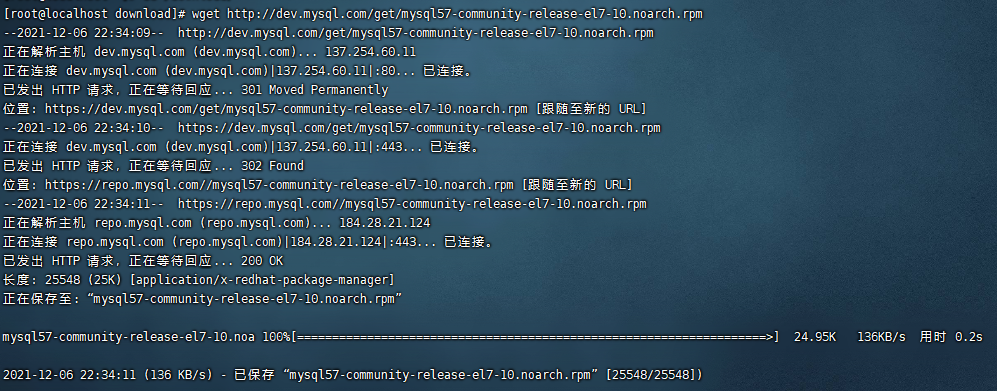 [root@localhost download]# wget http://dev.mysql.com/get/mysql57-community-release-el7-10.noarch.rpm
--2021-12-06 22:34:09--  http://dev.mysql.com/get/mysql57-community-release-el7-10.noarch.rpm
正在解析主机 dev.mysql.com (dev.mysql.com)... 137.254.60.11
正在连接 dev.mysql.com (dev.mysql.com)|137.254.60.11|:80... 已连接。
已发出 HTTP 请求，正在等待回应... 301 Moved Permanently
位置：https://dev.mysql.com/get/mysql57-community-release-el7-10.noarch.rpm [跟随至新的 URL]
--2021-12-06 22:34:10--  https://dev.mysql.com/get/mysql57-community-release-el7-10.noarch.rpm
正在连接 dev.mysql.com (dev.mysql.com)|137.254.60.11|:443... 已连接。
已发出 HTTP 请求，正在等待回应... 302 Found
位置：https://repo.mysql.com//mysql57-community-release-el7-10.noarch.rpm [跟随至新的 URL]
--2021-12-06 22:34:11--  https://repo.mysql.com//mysql57-community-release-el7-10.noarch.rpm
正在解析主机 repo.mysql.com (repo.mysql.com)... 184.28.21.124
正在连接 repo.mysql.com (repo.mysql.com)|184.28.21.124|:443... 已连接。
已发出 HTTP 请求，正在等待回应... 200 OK
长度：25548 (25K) [application/x-redhat-package-manager]
正在保存至: “mysql57-community-release-el7-10.noarch.rpm”
mysql57-community-release-el7-10.noa 100%[==================================================================>]  24.95K   136KB/s  用时 0.2s
2021-12-06 22:34:11 (136 KB/s) - 已保存 “mysql57-community-release-el7-10.noarch.rpm” [25548/25548])